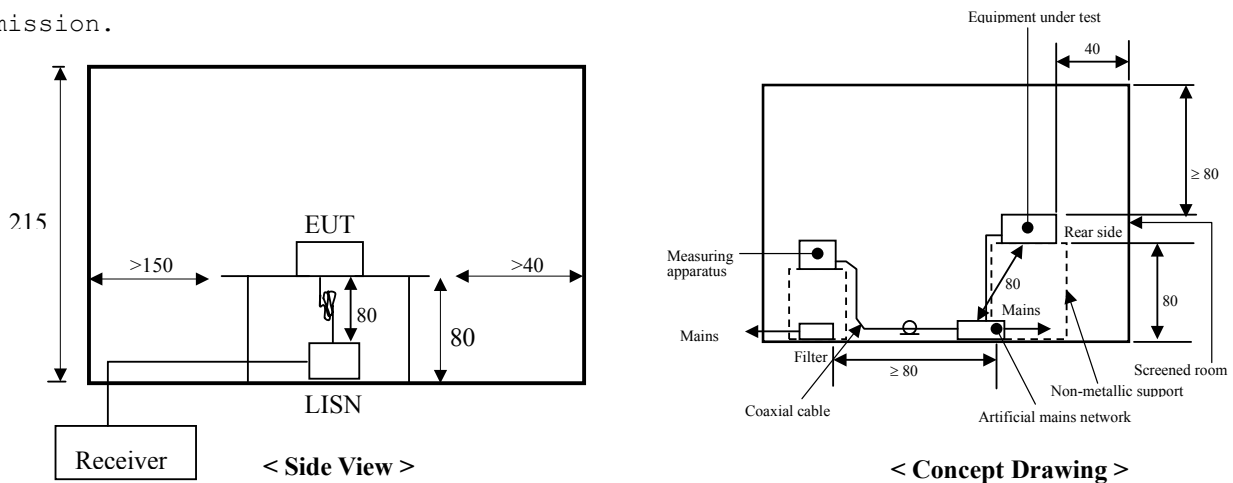 mission.
215
EUT
>150
>40
80
80
LISN
Receiver
< Side View >
Equipment under test
40
≥ 80
Rear side
Measuring
apparatus
80
80
Mains
Mains
Filter
≥ 80
Screened room
Non-metallic support
Coaxial cable
Artificial mains network
< Concept Drawing >